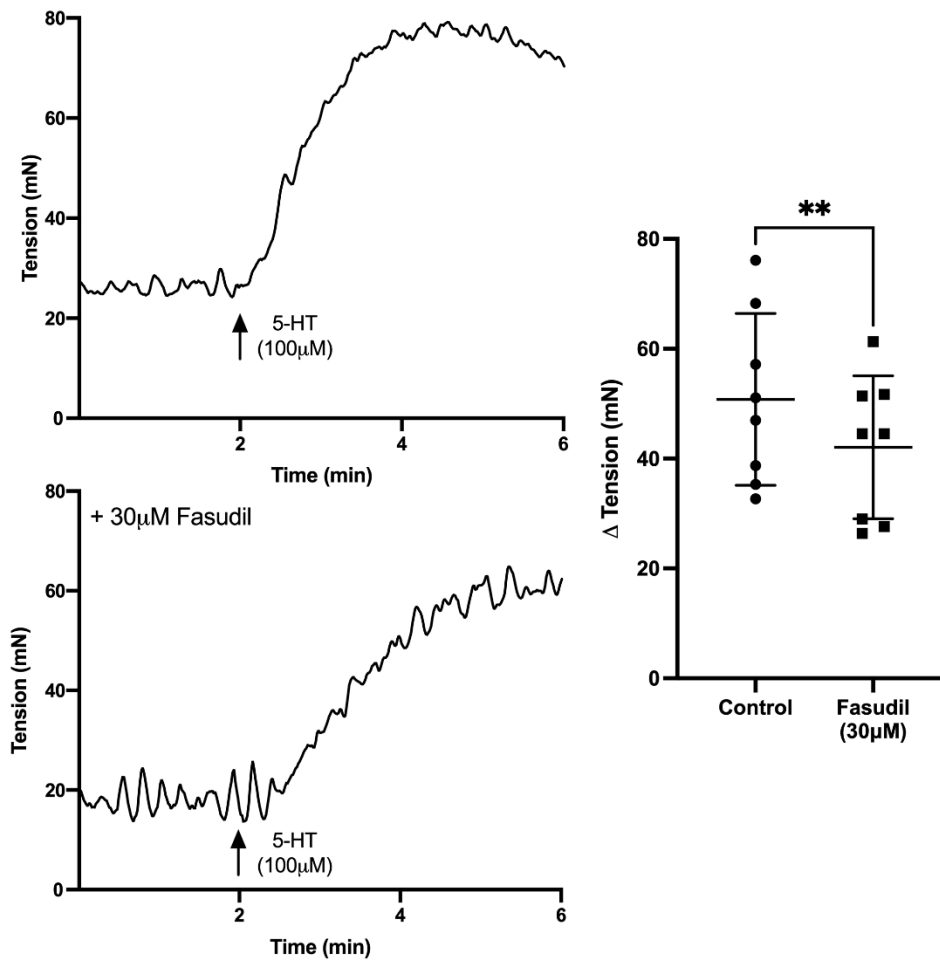 80
60
40
20
0
Tension (mN)
5-HT
(100μM)
2
4
6
Time (min)
+ 30μM Fasudil
80
60
40
20
0
Tension (mN)
5-HT
(100μM)
2
4
6
Time (min)
**
80
60
40
20
0
Δ Tension (mN)
Control
Fasudil
(30μM)